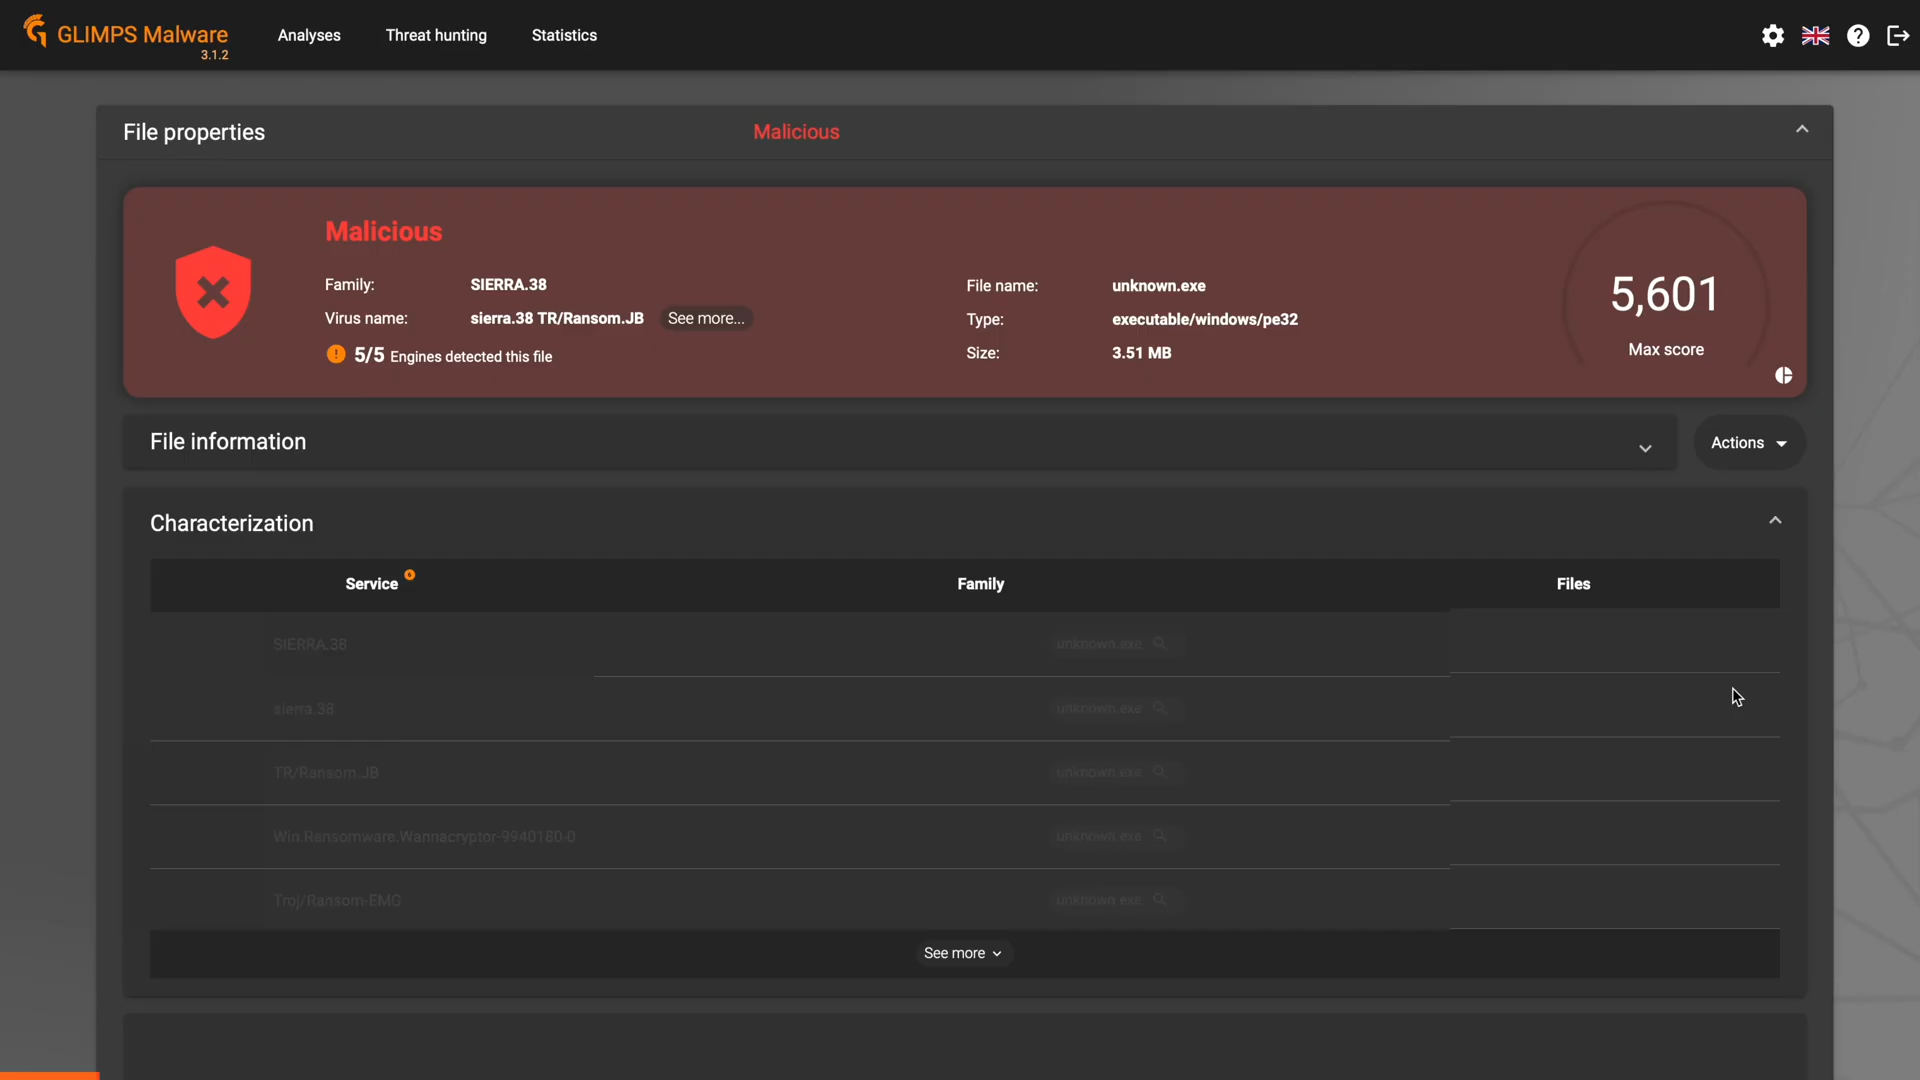 GLIMPS Malware
3.1.2
Analyses
Threat hunting
Statistics
File properties
Malicious
Malicious
Family: SIERRA.38
Virus name: sierra.38 TR/Ransom.JB See more...
5/5 Engines detected this file
File name: unknown.exe
Type: executable/windows/pe32
Size: 3.51 MB
5,601
Max score
File information
Actions
Characterization
Service Family Files
SIERRA.38 unknown.exe
sierra.38 unknown.exe
TR/Ransom.JB unknown.exe
Win.Ransomware.Wannacryptor-9940180-0 unknown.exe
Troj/Ransom-EMG unknown.exe
See more